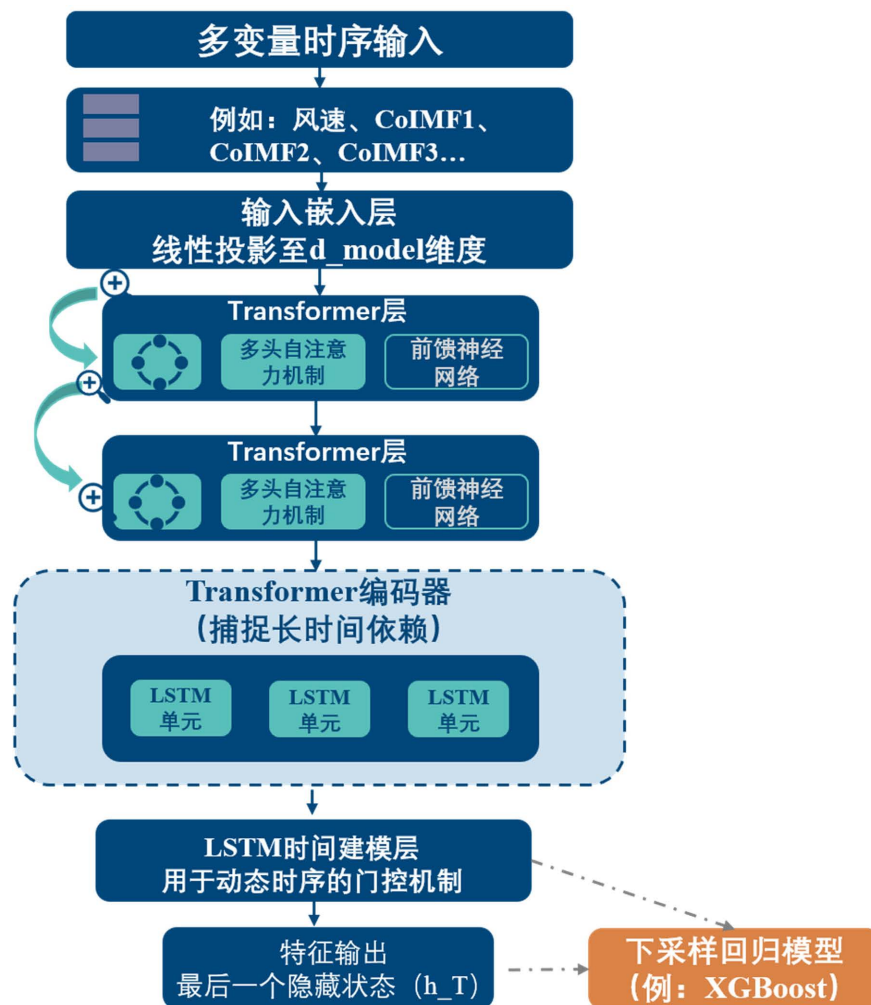 多变量时序输入
例如：风速、CoIMF1、
CoIMF2、CoIMF3...
输入嵌入层
线性投影至d_model维度
Transformer层
多头自注意
力机制
前馈神经
网络
Transformer层
多头自注意
力机制
前馈神经
网络
Transformer编码器
（捕捉长时间依赖）
LSTM
单元
LSTM
单元
LSTM
单元
LSTM时间建模层
用于动态时序的门控机制
特征输出
最后一个隐藏状态（h_T）
下采样回归模型
（例：XGBoost）